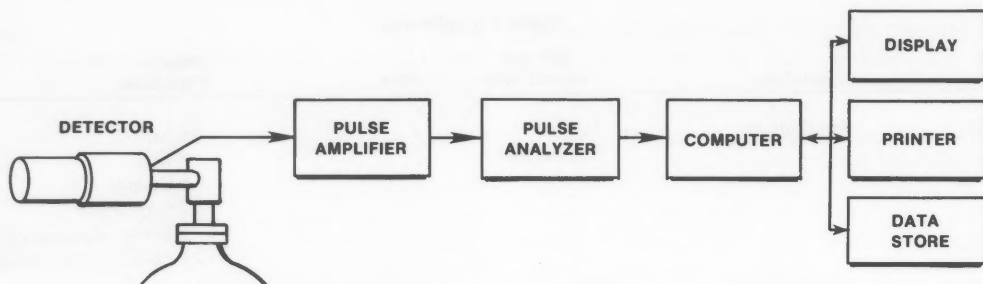 DISPLAY
DETECTOR
PULSE
AMPLIFIER
PULSE
ANALYZER
COMPUTER
PRINTER
DATA
STORE